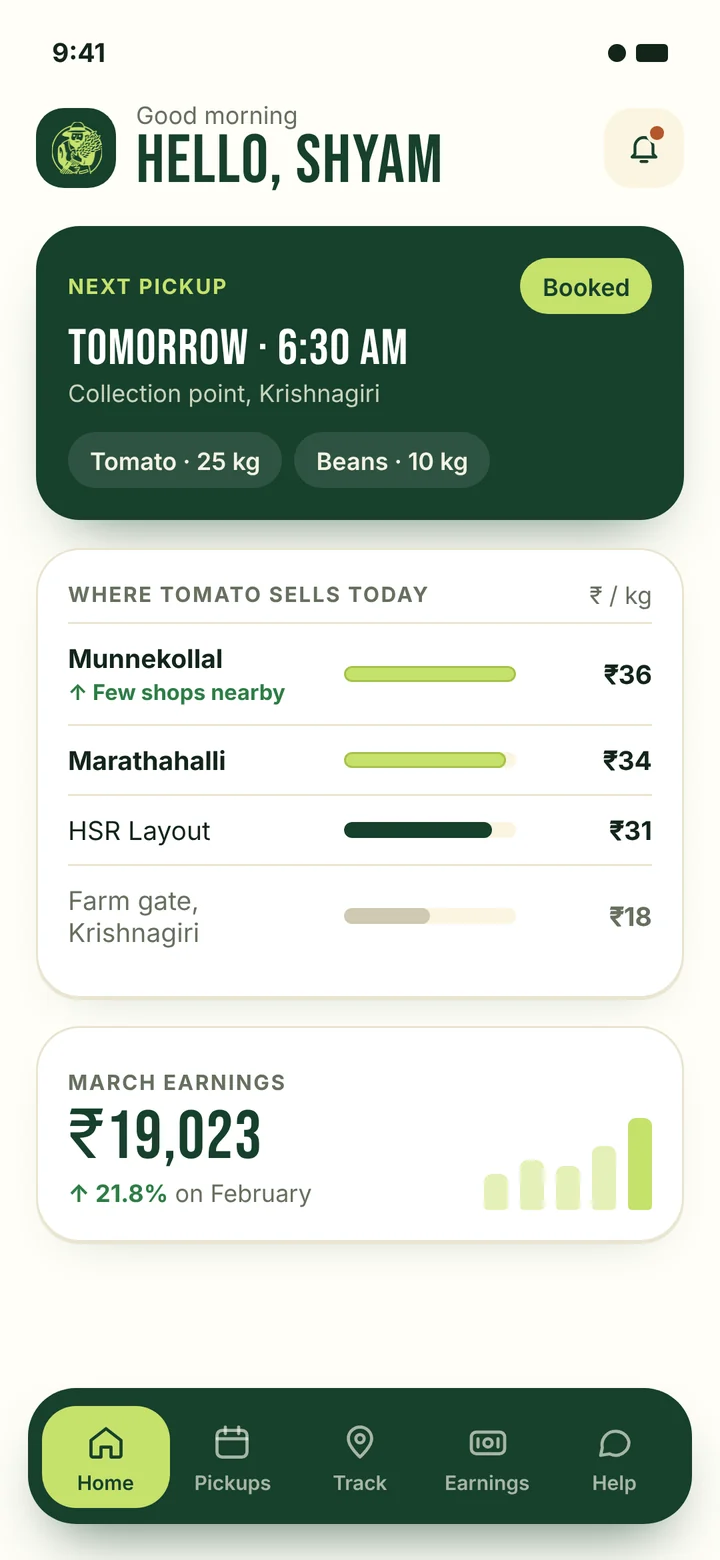 9:41
Good morning
HELLO, SHYAM
NEXT PICKUP
Booked
TOMORROW · 6:30 AM
Collection point, Krishnagiri
Tomato · 25 kg
Beans · 10 kg
WHERE TOMATO SELLS TODAY
₹ / kg
Munnekollal
↑ Few shops nearby
₹36
Marathahalli
₹34
HSR Layout
₹31
Farm gate,
Krishnagiri
₹18
MARCH EARNINGS
₹19,023
↑ 21.8% on February
Home
Pickups
Track
Earnings
Help